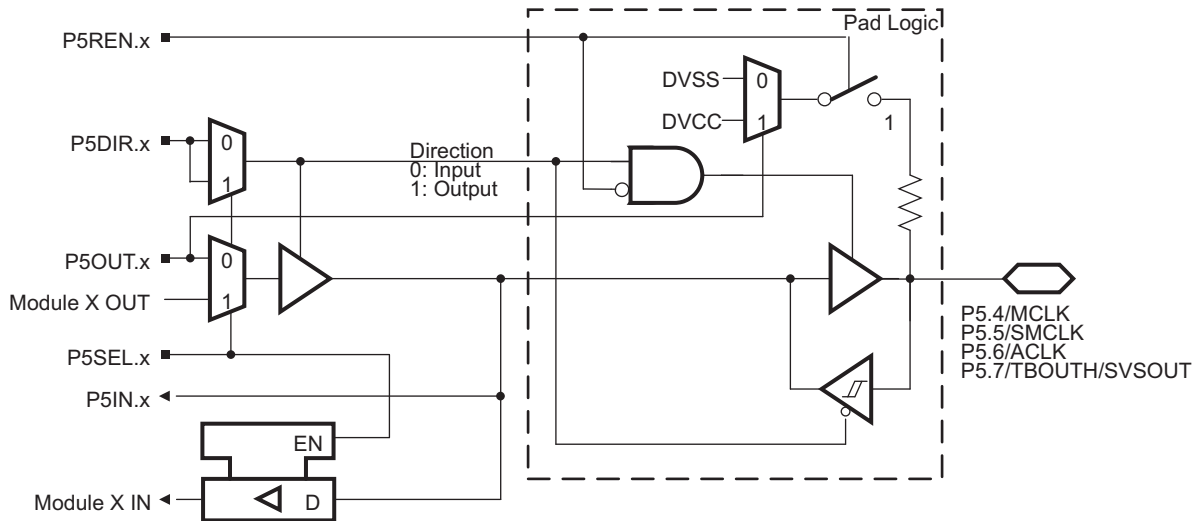 Pad Logic
P5REN.x
DVSS
0
DVCC
1
1
P5DIR.x
0
1
Direction
0: Input
1: Output
P5OUT.x
0
Module X OUT
1
P5SEL.x
P5IN.x
EN
Module X IN
D
P5.4/MCLK
P5.5/SMCLK
P5.6/ACLK
P5.7/TBOUTH/SVSOUT